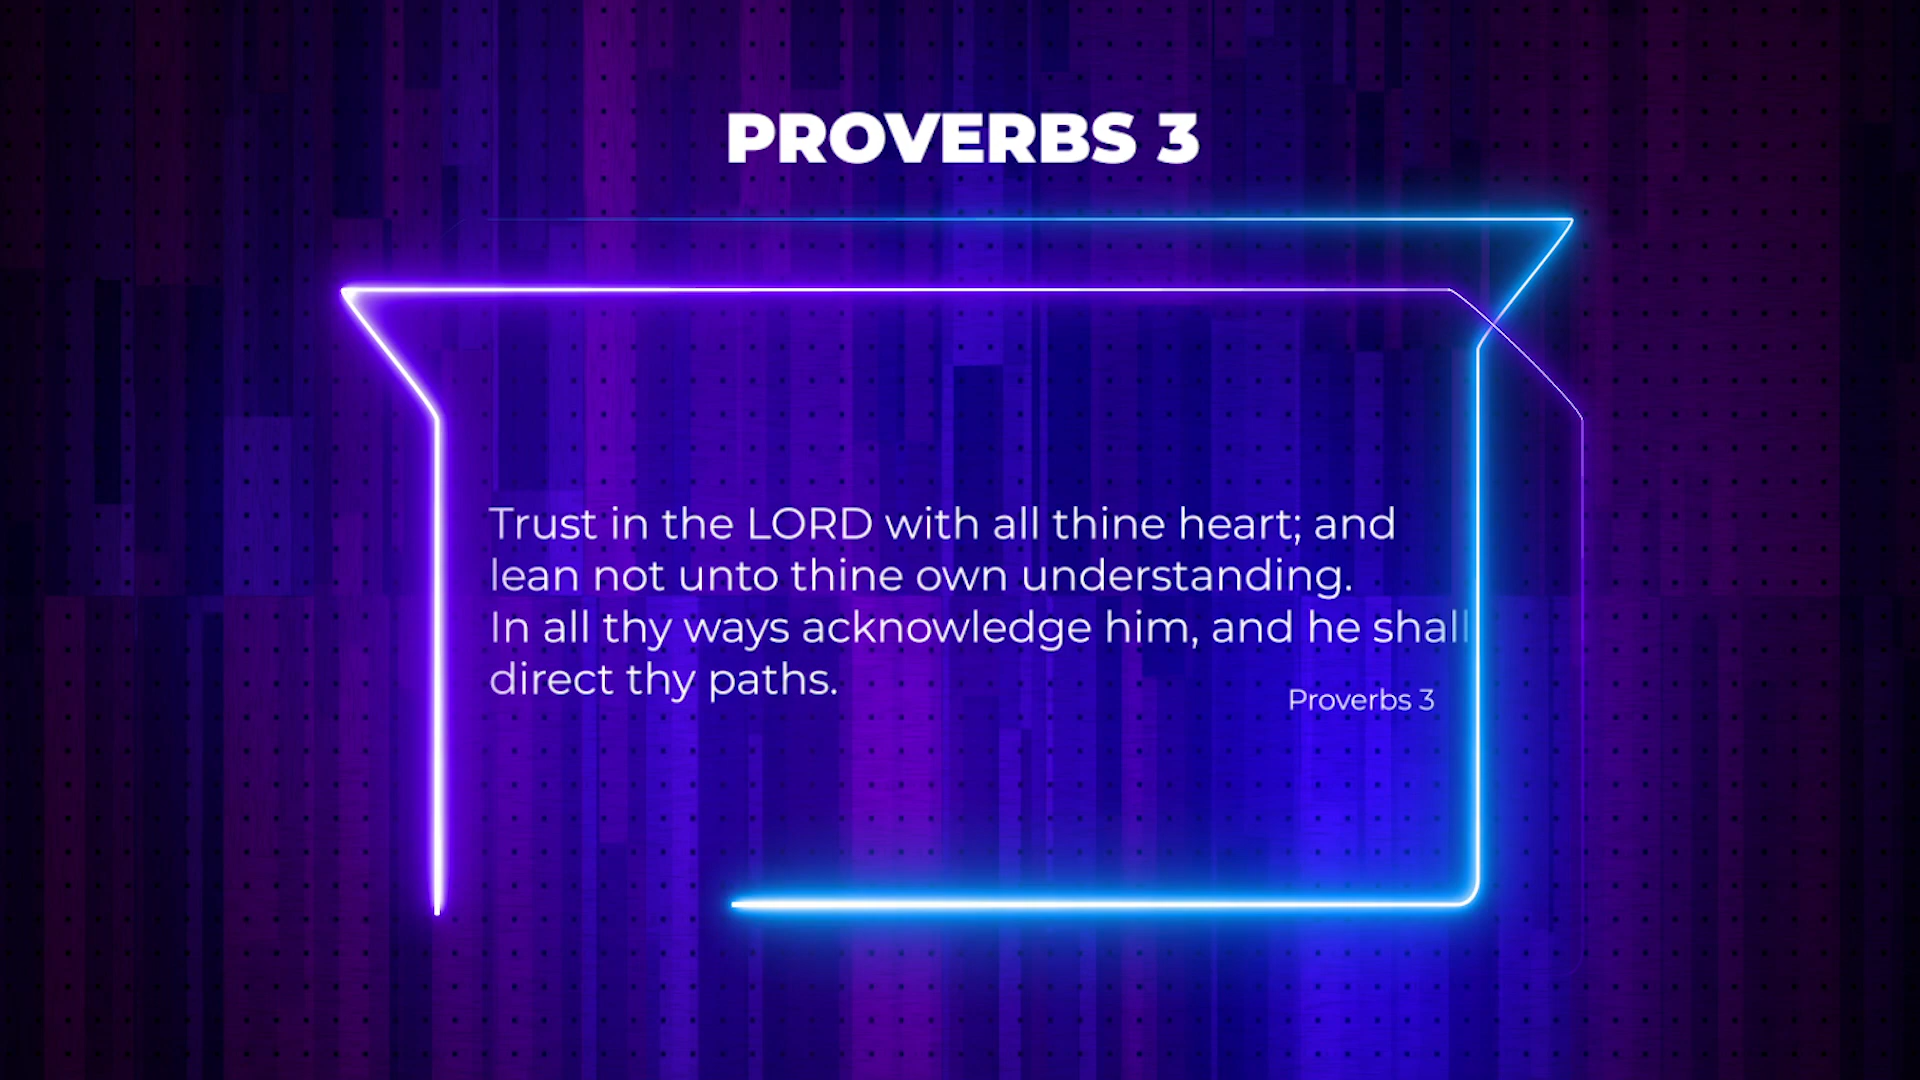 PROVERBS 3
Trust in the LORD with all thine heart; and
lean not unto thine own understanding.
In all thy ways acknowledge him, and he shall
direct thy paths.
Proverbs 3